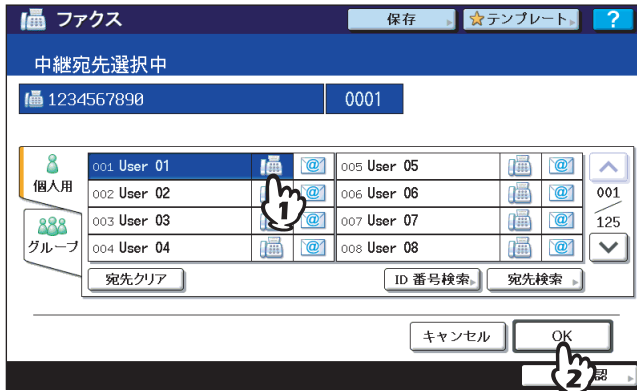 ファクス 保存 テンプレート ?
中継宛先選択中
1234567890 0001
個人用
グループ
001 User 01 @ 005 User 05 @
002 User 02 @ 006 User 06 @
003 User 03 @ 007 User 07 @
004 User 04 @ 008 User 08 @
001
125
宛先クリア ID 番号検索 宛先検索
キャンセル OK
認
1
2